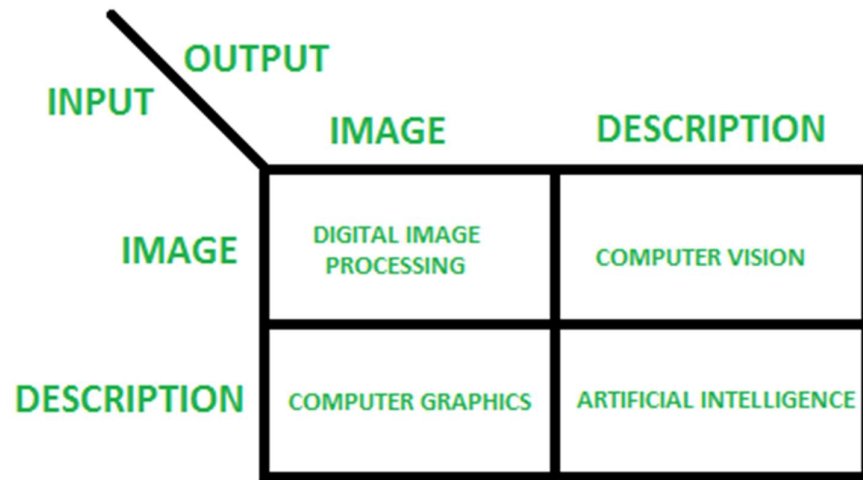 OUTPUT
INPUT
IMAGE
DESCRIPTION
IMAGE
DIGITAL IMAGE
PROCESSING
COMPUTER VISION
DESCRIPTION
COMPUTER GRAPHICS
ARTIFICIAL INTELLIGENCE